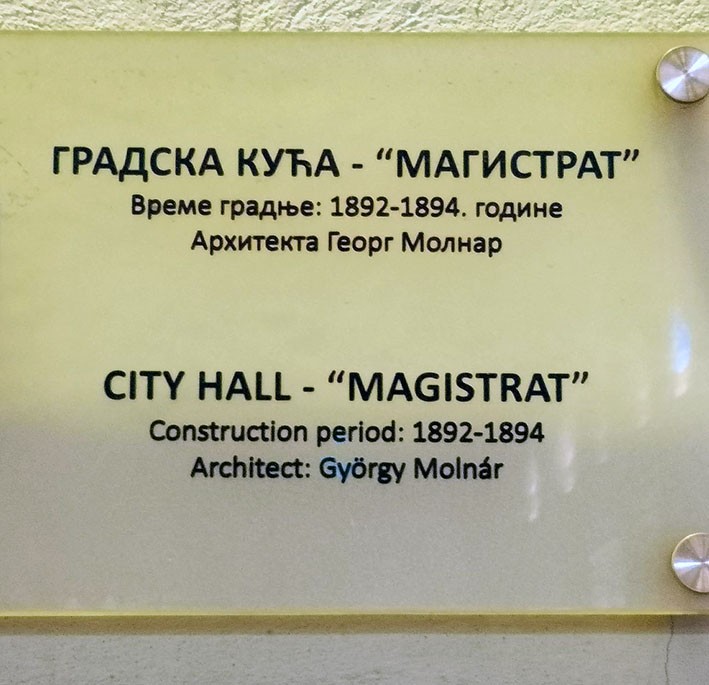 ГРАДСКА КУЋА - “МАГИСТРАТ”
Време градње: 1892-1894. године
Архитекта Георг Молнар
CITY HALL - “MAGISTRAT”
Construction period: 1892-1894
Architect: György Molnár